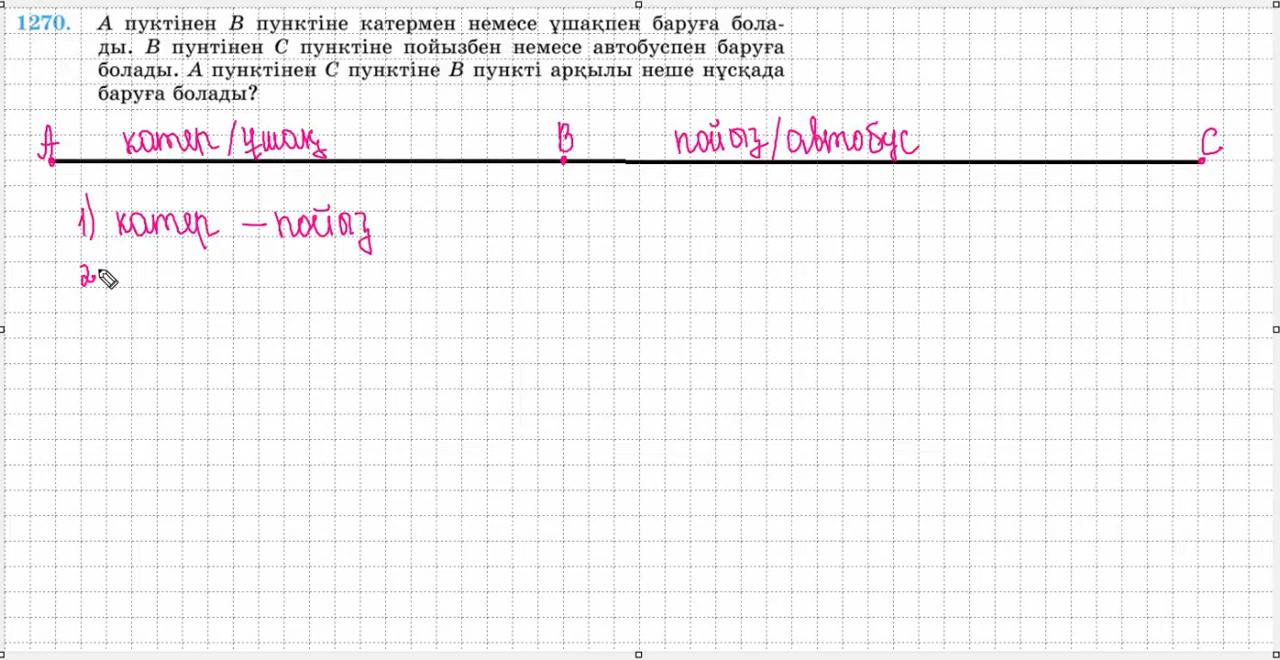 1270. А пуктінен В пунктіне катермен немесе ұшақпен баруға бола-
ды. В пунтінен С пунктіне пойызбен немесе автобуспен баруға
болады. А пунктінен С пунктіне В пункті арқылы неше нұсқада
баруға болады?
А катер/ұшақ В пойыз/автобус С
1) катер – пойыз
2